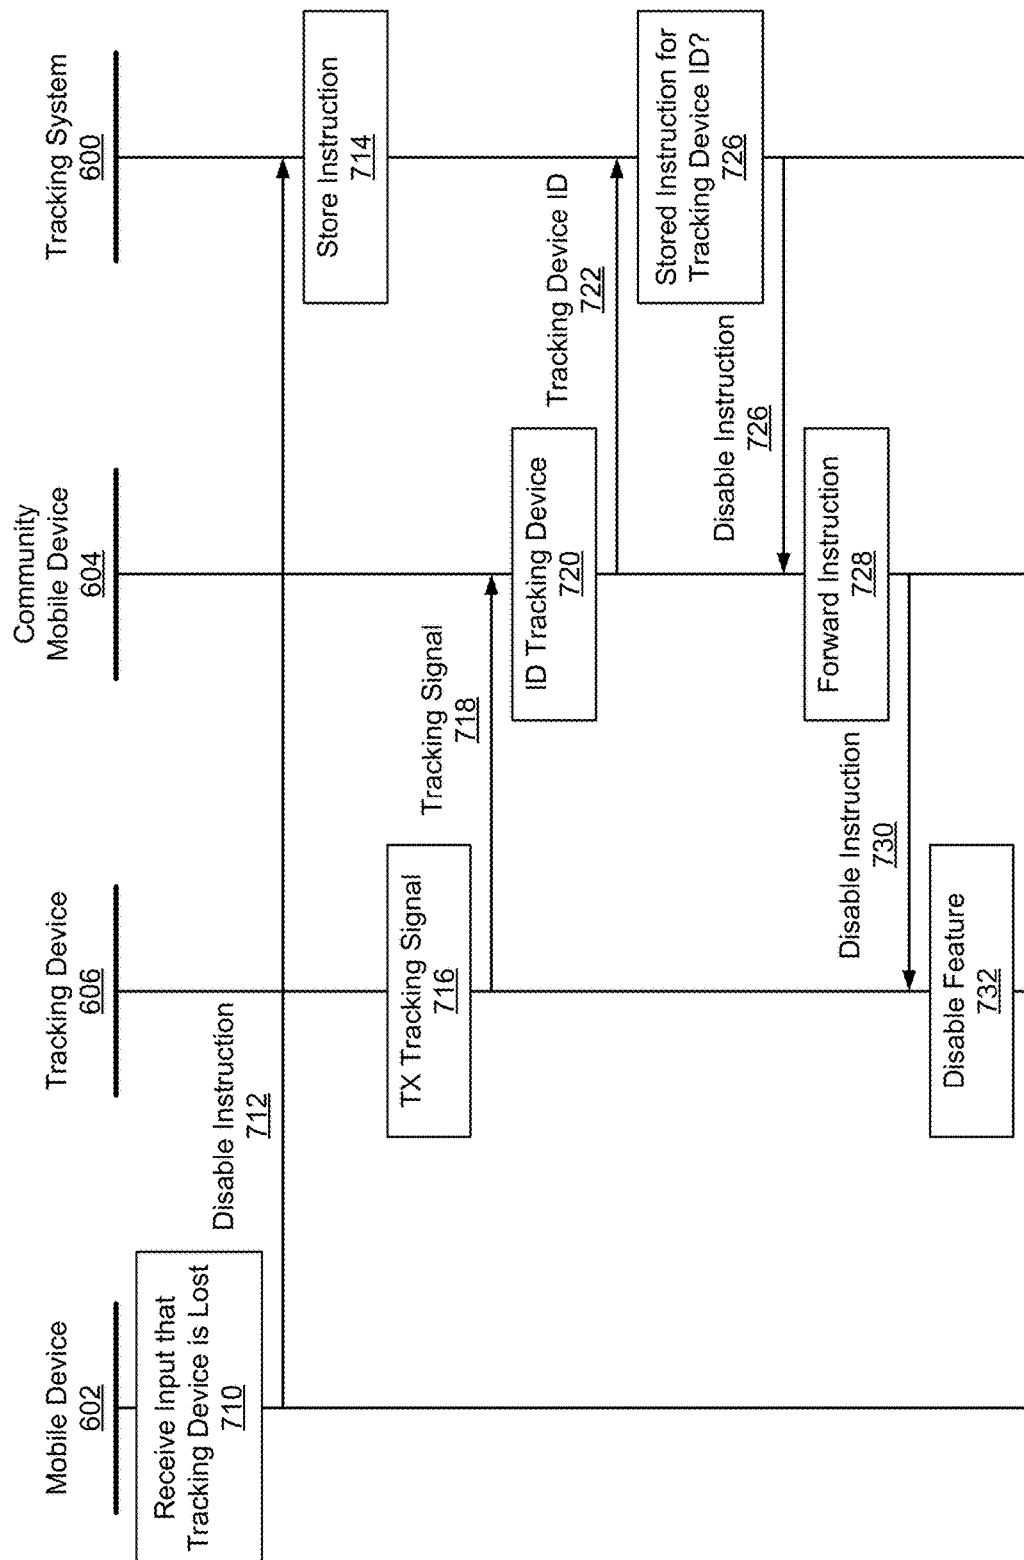 Mobile Device
602
Tracking Device
606
Community
Mobile Device
604
Tracking System
600
Receive Input that
Tracking Device is Lost
710
Disable Instruction
712
Store Instruction
714
TX Tracking Signal
716
Tracking Signal
718
ID Tracking Device
720
Tracking Device ID
722
Stored Instruction for
Tracking Device ID?
726
Disable Instruction
726
Forward Instruction
728
Disable Instruction
730
Disable Feature
732